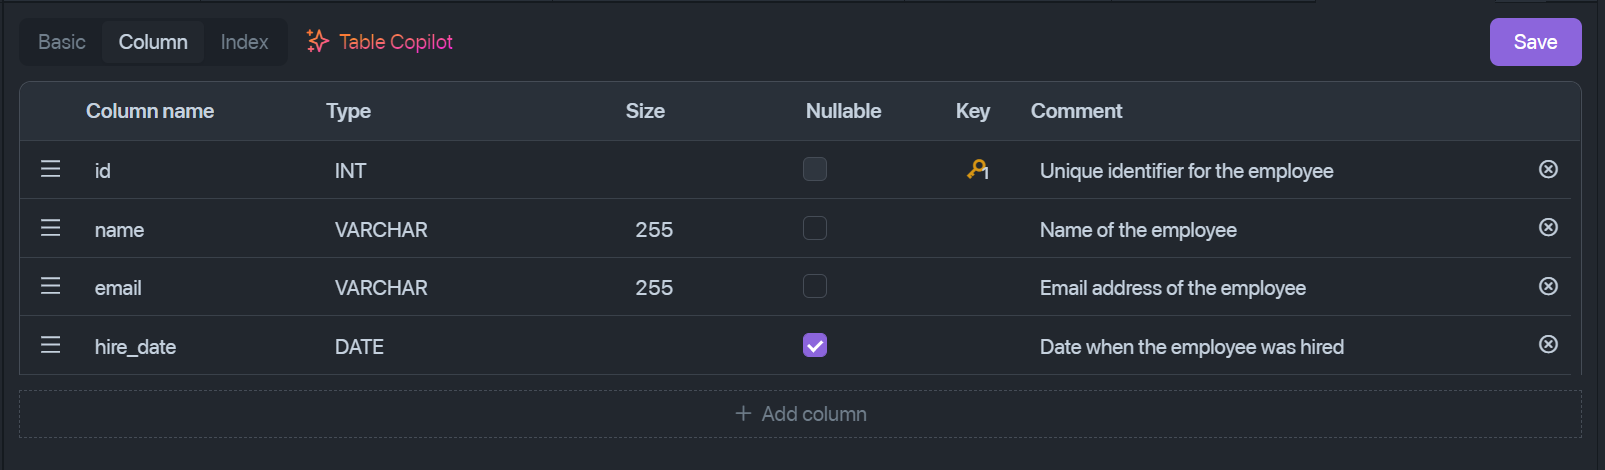 Basic Column Index Table Copilot Save
Column name Type Size Nullable Key Comment
id INT 1 Unique identifier for the employee
name VARCHAR 255 Name of the employee
email VARCHAR 255 Email address of the employee
hire_date DATE Date when the employee was hired
+ Add column